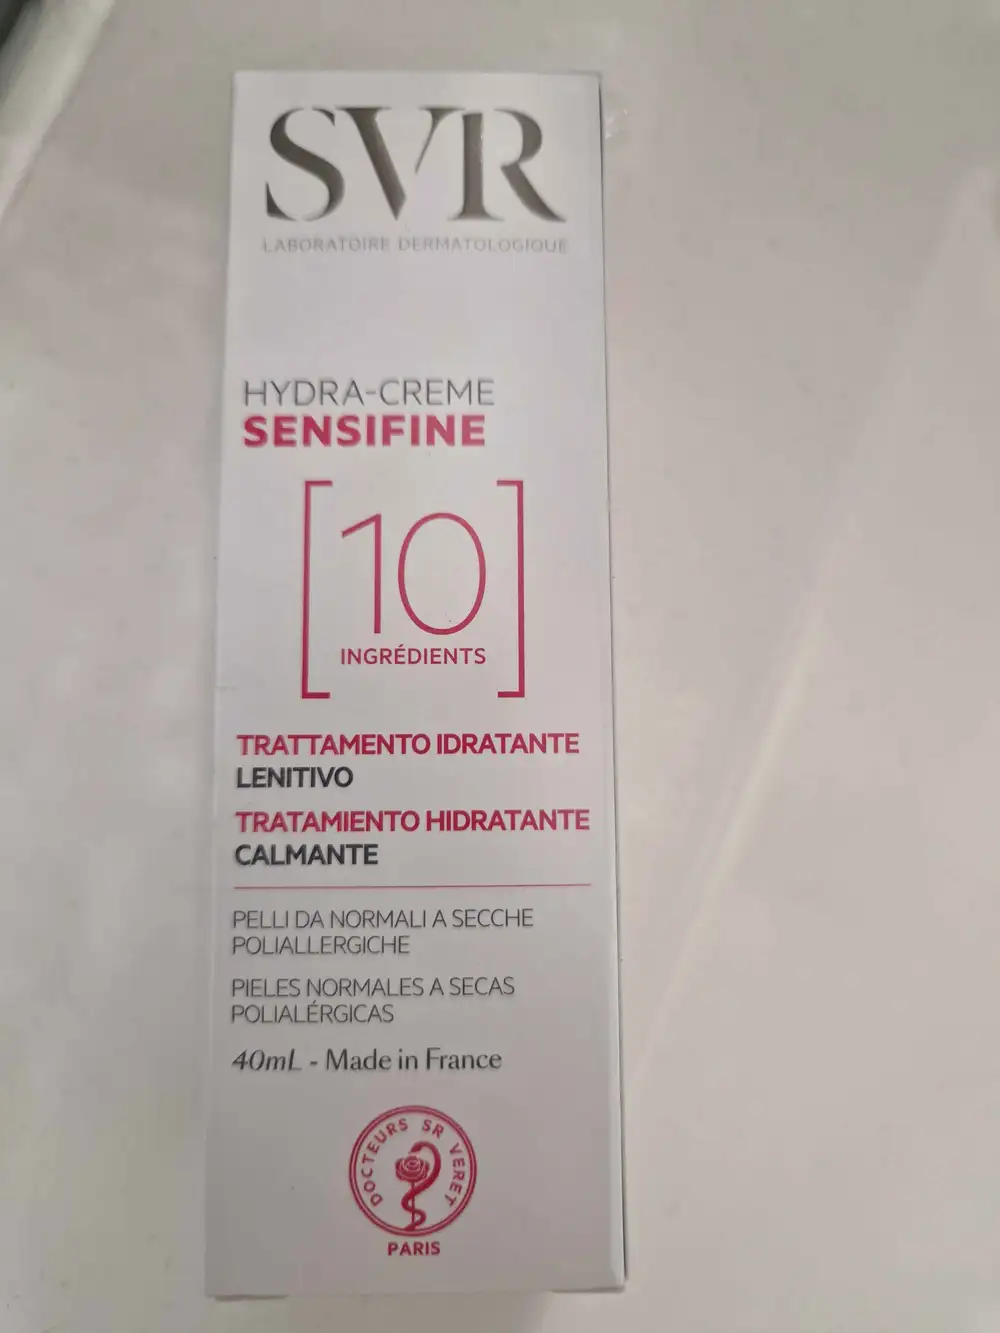 SVR
LABORATOIRE DERMATOLOGIQUE
HYDRA-CREME
SENSIFINE
[10
INGRÉDIENTS]
TRATTAMENTO IDRATANTE
LENITIVO
TRATAMIENTO HIDRATANTE
CALMANTE
PELLI DA NORMALI A SECCHE
POLIALLERGICHE
PIELES NORMALES A SECAS
POLIALÉRGICAS
40mL - Made in France
DOCTEURS SR VERET
PARIS